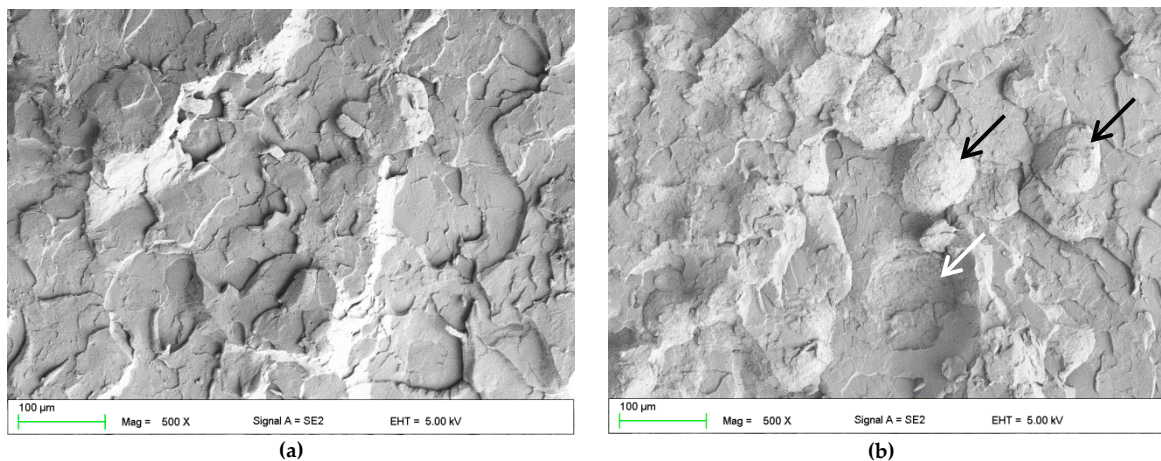 100 µm
Mag = 500 X Signal A = SE2 EHT = 5.00 kV
(a)
100 µm
Mag = 500 X Signal A = SE2 EHT = 5.00 kV
(b)